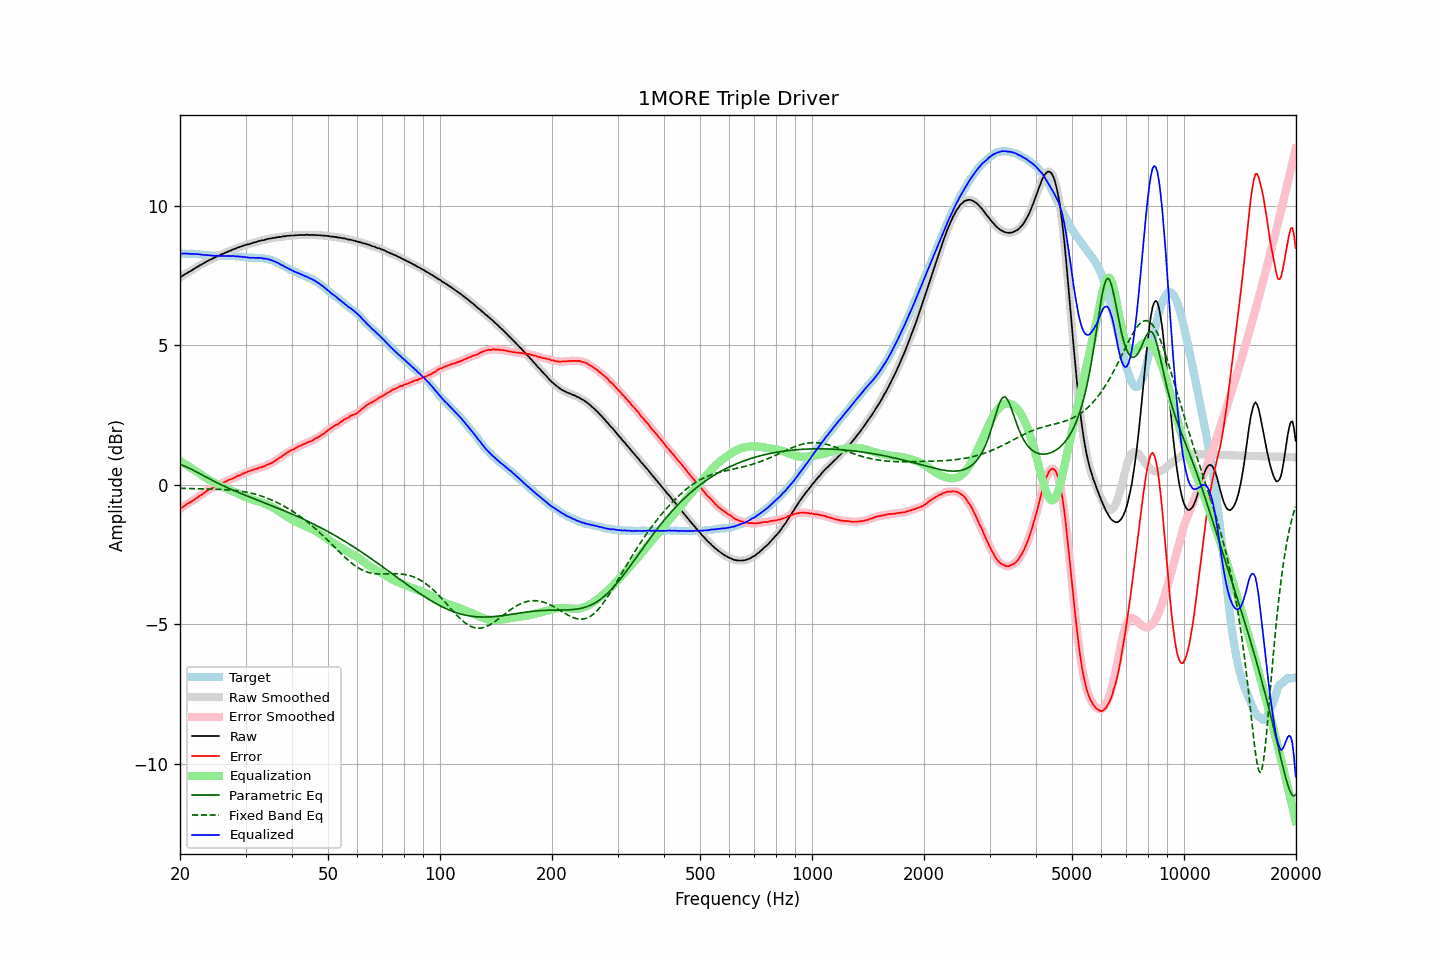 1MORE Triple Driver
Amplitude (dBr)
10
5
0
−5
−10
Target
Raw Smoothed
Error Smoothed
Raw
Error
Equalization
Parametric Eq
Fixed Band Eq
Equalized
20 50 100 200 500 1000 2000 5000 10000 20000
Frequency (Hz)